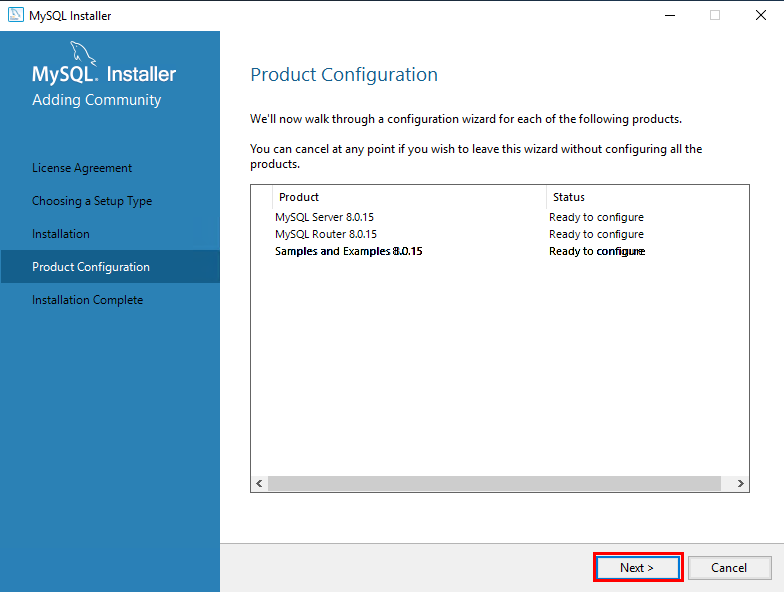 MySQL Installer
MySQL. Installer
Adding Community
License Agreement
Choosing a Setup Type
Installation
Product Configuration
Installation Complete
Product Configuration
We'll now walk through a configuration wizard for each of the following products.
You can cancel at any point if you wish to leave this wizard without configuring all the
products.
Product Status
MySQL Server 8.0.15 Ready to configure
MySQL Router 8.0.15 Ready to configure
Samples and Examples 8.0.15 Ready to configure
Next > Cancel